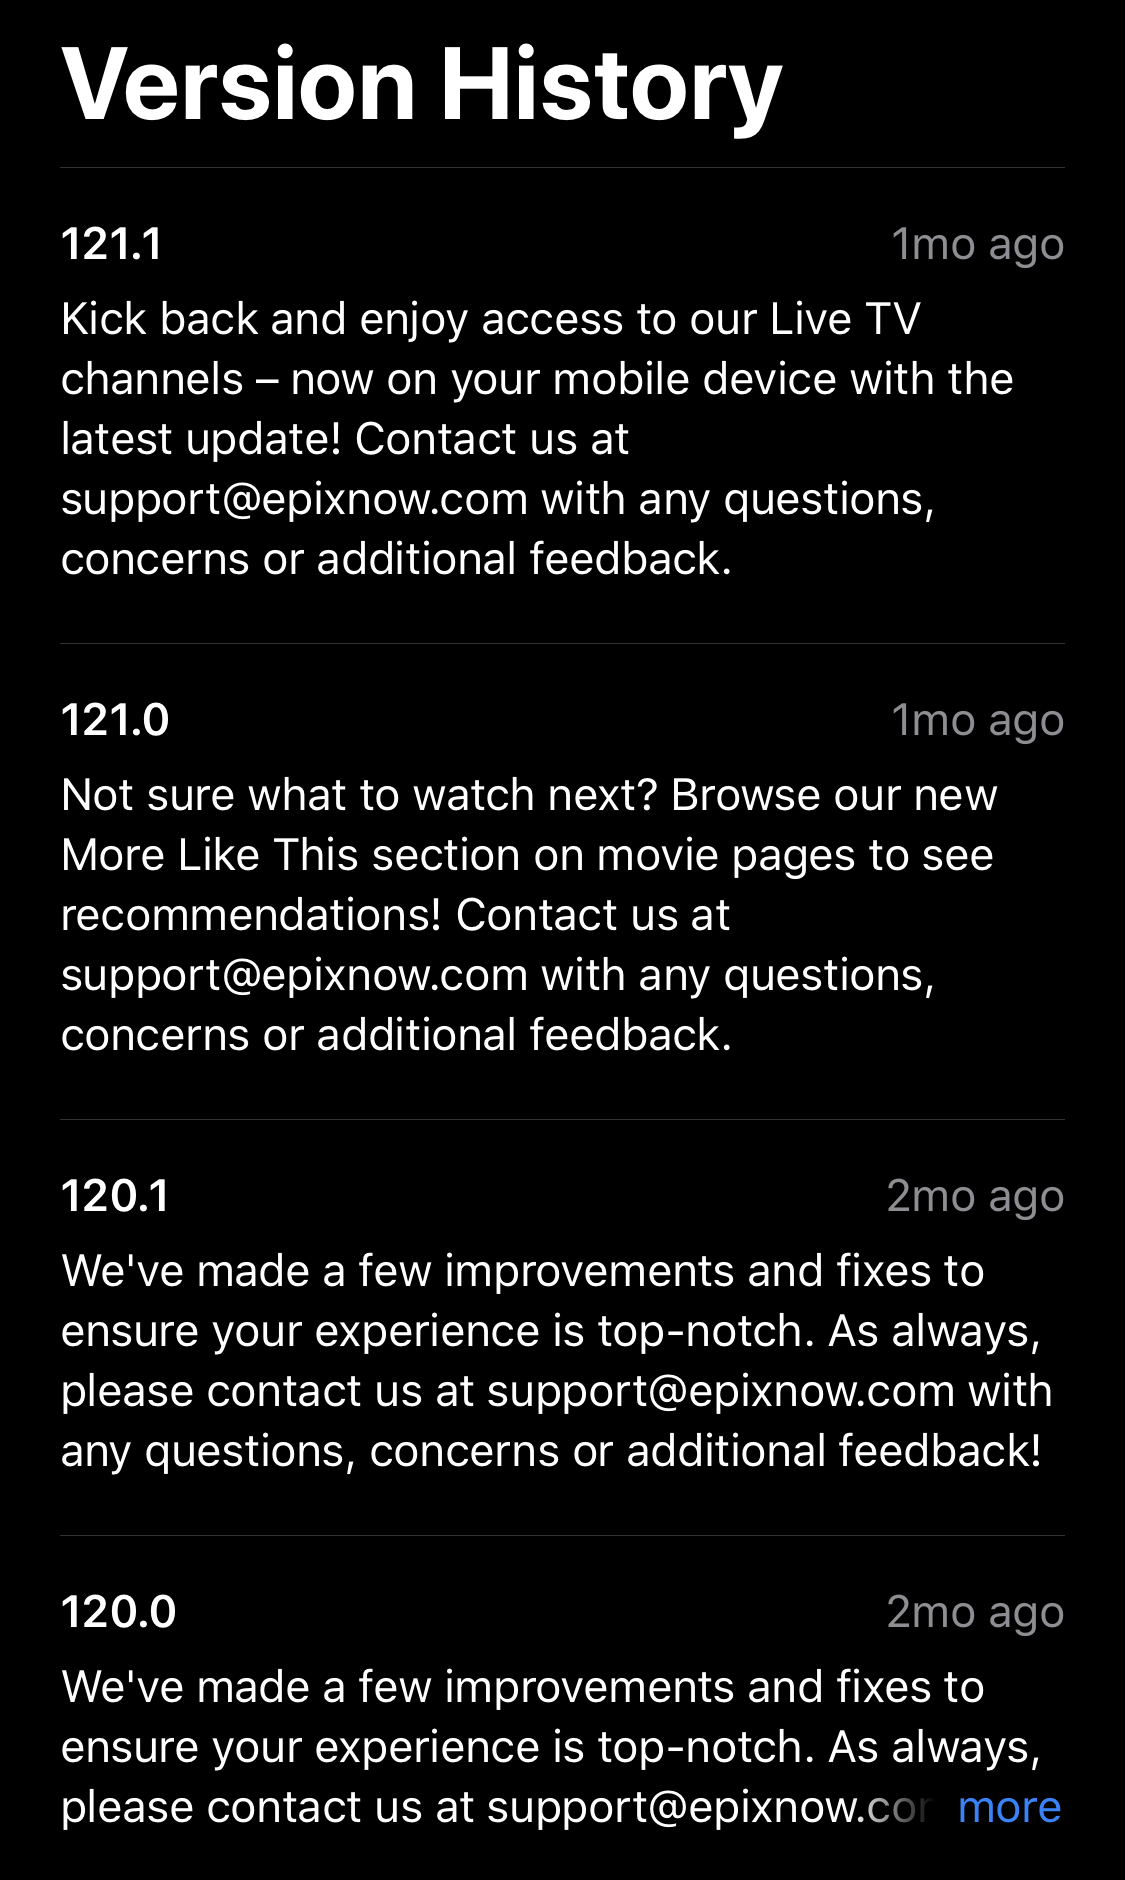 Version History
121.1 1mo ago
Kick back and enjoy access to our Live TV
channels – now on your mobile device with the
latest update! Contact us at
support@epixnow.com with any questions,
concerns or additional feedback.
121.0 1mo ago
Not sure what to watch next? Browse our new
More Like This section on movie pages to see
recommendations! Contact us at
support@epixnow.com with any questions,
concerns or additional feedback.
120.1 2mo ago
We've made a few improvements and fixes to
ensure your experience is top-notch. As always,
please contact us at support@epixnow.com with
any questions, concerns or additional feedback!
120.0 2mo ago
We've made a few improvements and fixes to
ensure your experience is top-notch. As always,
please contact us at support@epixnow.cor more